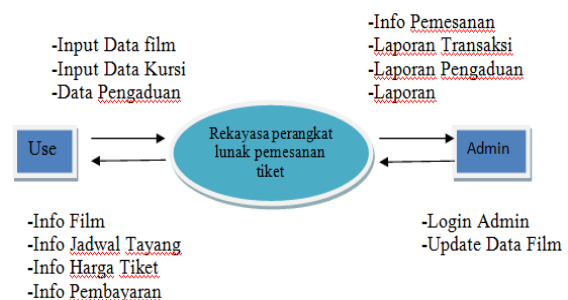 -Input Data film
-Input Data Kursi
-Data Pengaduan
-Info Pemesanan
-Laporan Transaksi
-Laporan Pengaduan
-Laporan
Use
Rekayasa perangkat
lunak pemesanan
tiket
Admin
-Info Film
-Info Jadwal Tayang
-Info Harga Tiket
-Info Pembayaran
-Login Admin
-Update Data Film